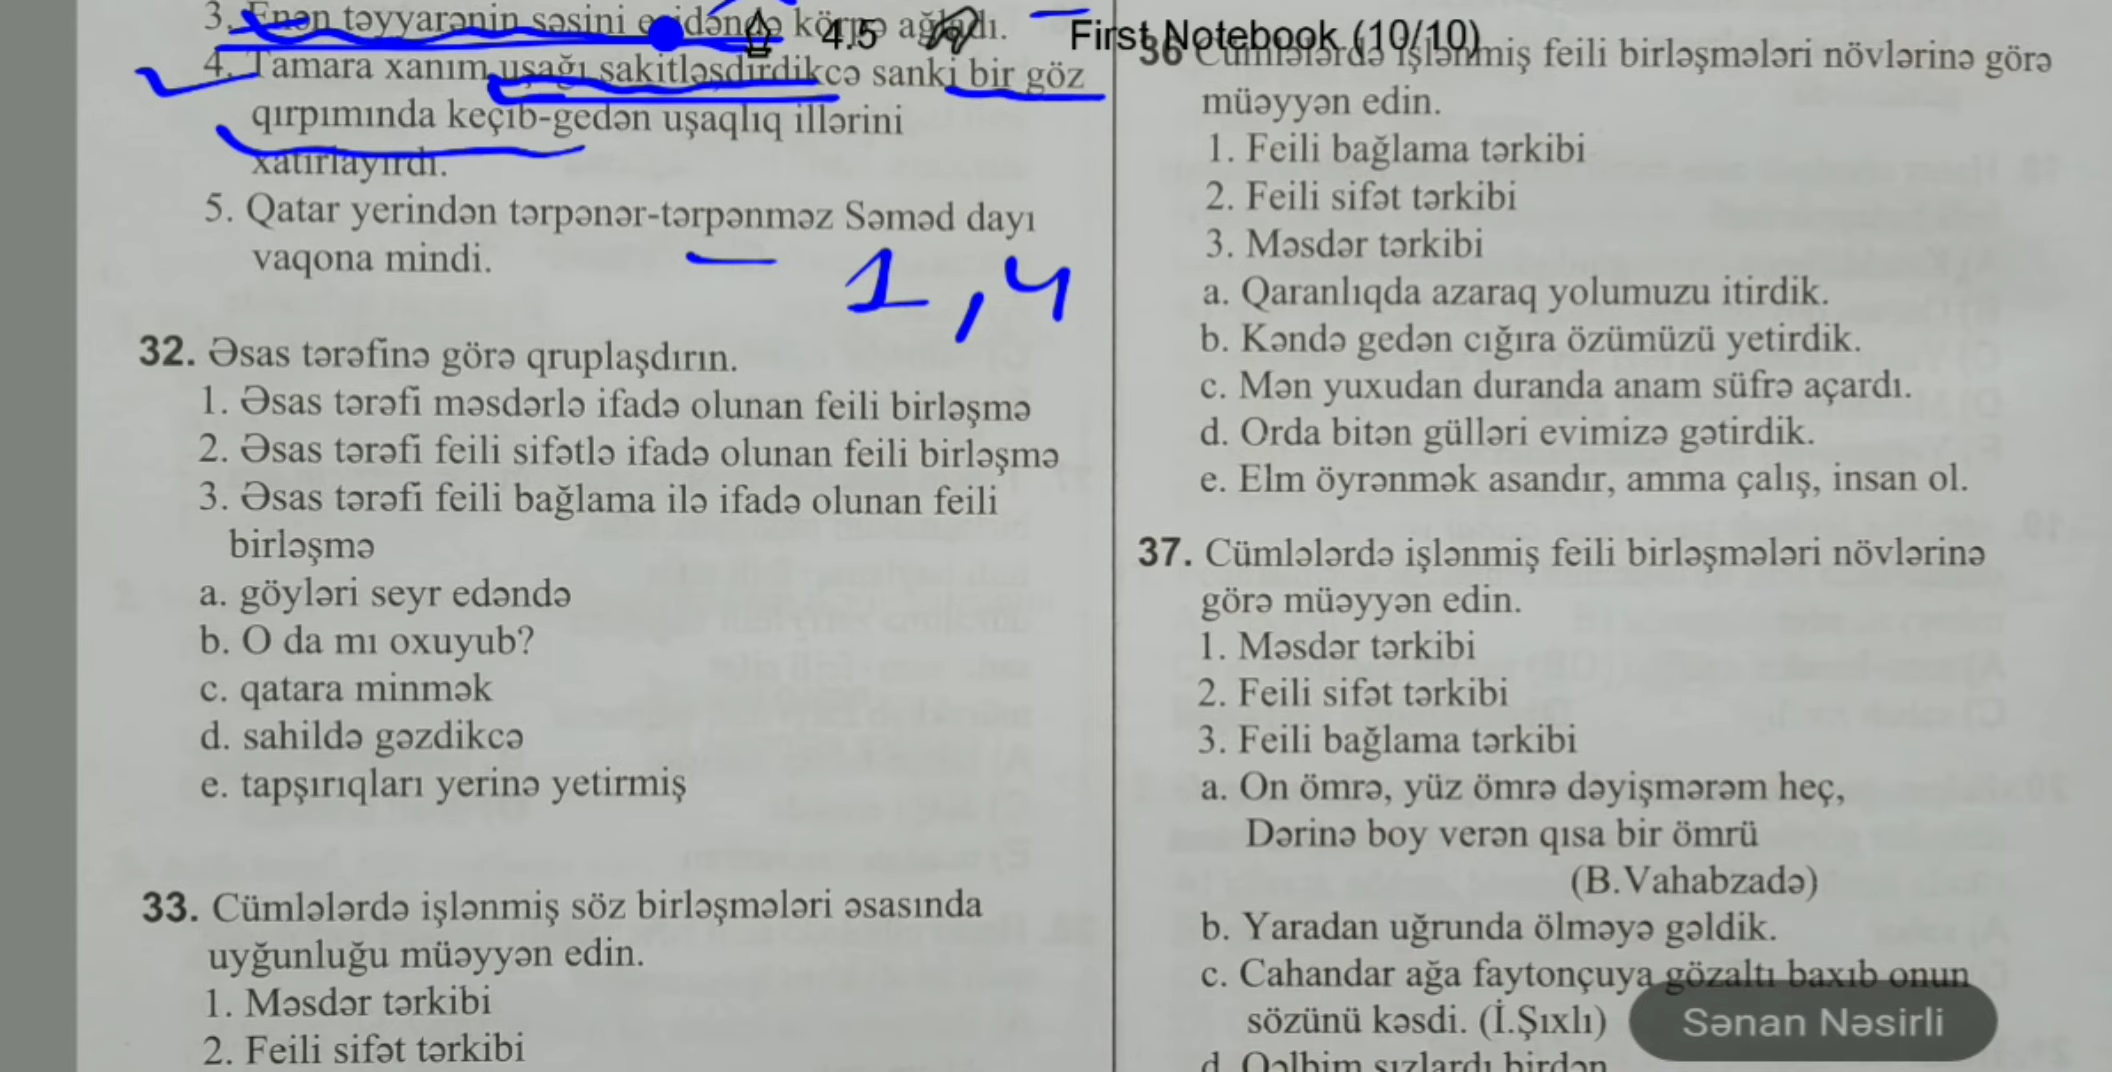 3. Enən təyyarənin səsini eşidəndə körpə ağladı.
4. Tamara xanım uşağı sakitləşdirdikcə sanki bir göz
qırpımında keçib-gedən uşaqlıq illərini
xatırlayırdı.
5. Qatar yerindən tərpənər-tərpənməz Səməd dayı
vaqona mindi.
1, 4
32. Əsas tərəfinə görə qruplaşdırın.
1. Əsas tərəfi məsdərlə ifadə olunan feili birləşmə
2. Əsas tərəfi feili sifətlə ifadə olunan feili birləşmə
3. Əsas tərəfi feili bağlama ilə ifadə olunan feili
birləşmə
a. göyləri seyr edəndə
b. O da mı oxuyub?
c. qatara minmək
d. sahildə gəzdikcə
e. tapşırıqları yerinə yetirmiş
33. Cümlələrdə işlənmiş söz birləşmələri əsasında
uyğunluğu müəyyən edin.
1. Məsdər tərkibi
2. Feili sifət tərkibi
4.5
First Notebook (10/10)
36 Cümlələrdə işlənmiş feili birləşmələri növlərinə görə
müəyyən edin.
1. Feili bağlama tərkibi
2. Feili sifət tərkibi
3. Məsdər tərkibi
a. Qaranlıqda azaraq yolumuzu itirdik.
b. Kəndə gedən cığıra özümüzü yetirdik.
c. Mən yuxudan duranda anam süfrə açardı.
d. Orda bitən gülləri evimizə gətirdik.
e. Elm öyrənmək asandır, amma çalış, insan ol.
37. Cümlələrdə işlənmiş feili birləşmələri növlərinə
görə müəyyən edin.
1. Məsdər tərkibi
2. Feili sifət tərkibi
3. Feili bağlama tərkibi
a. On ömrə, yüz ömrə dəyişmərəm heç,
Dərinə boy verən qısa bir ömrü
(B.Vahabzadə)
b. Yaradan uğrunda ölməyə gəldik.
c. Cahandar ağa faytonçuya gözaltı baxıb onun
sözünü kəsdi. (İ.Şıxlı)
d. Qəlbim sızlardı birdən
Sənan Nəsirli